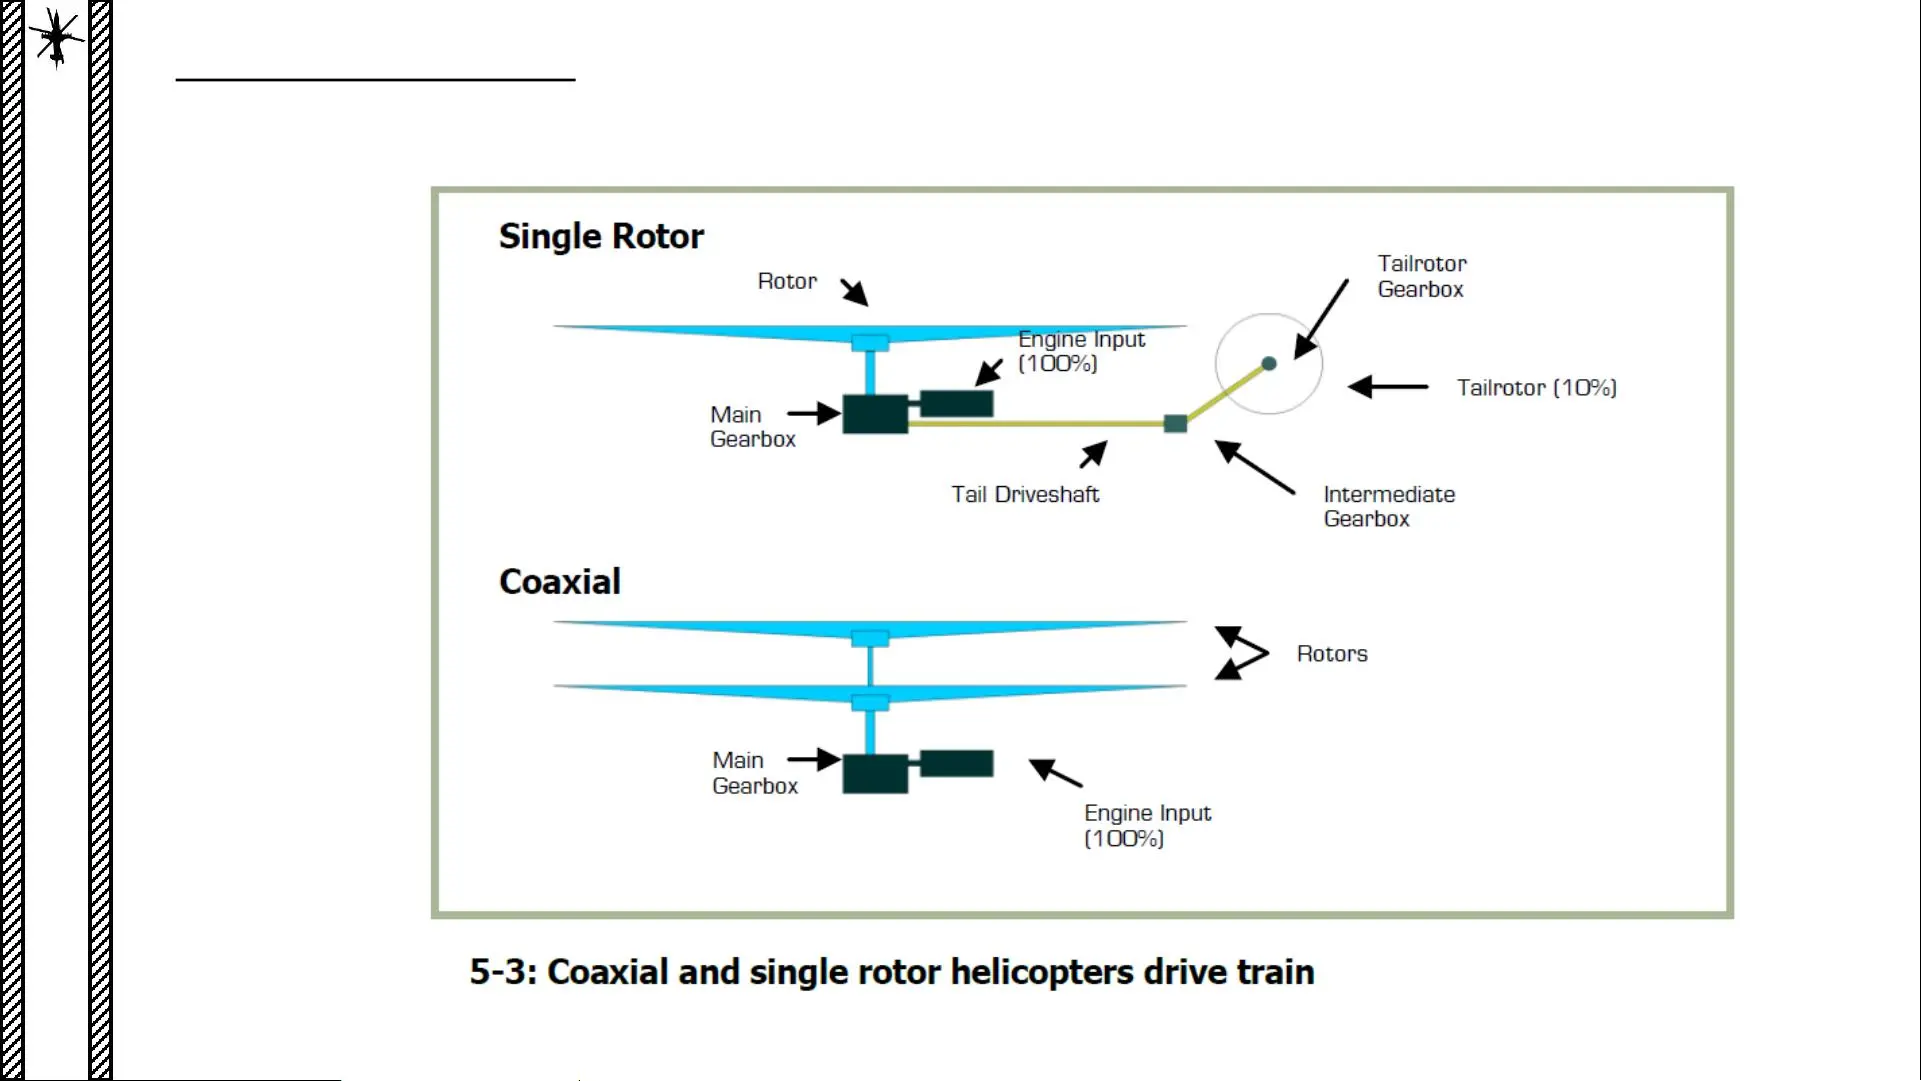 Single Rotor
Rotor
Tailrotor
Gearbox
Engine Input
(100%)
Tailrotor (10%)
Main
Gearbox
Tail Driveshaft
Intermediate
Gearbox
Coaxial
Rotors
Main
Gearbox
Engine Input
(100%)
5-3: Coaxial and single rotor helicopters drive train